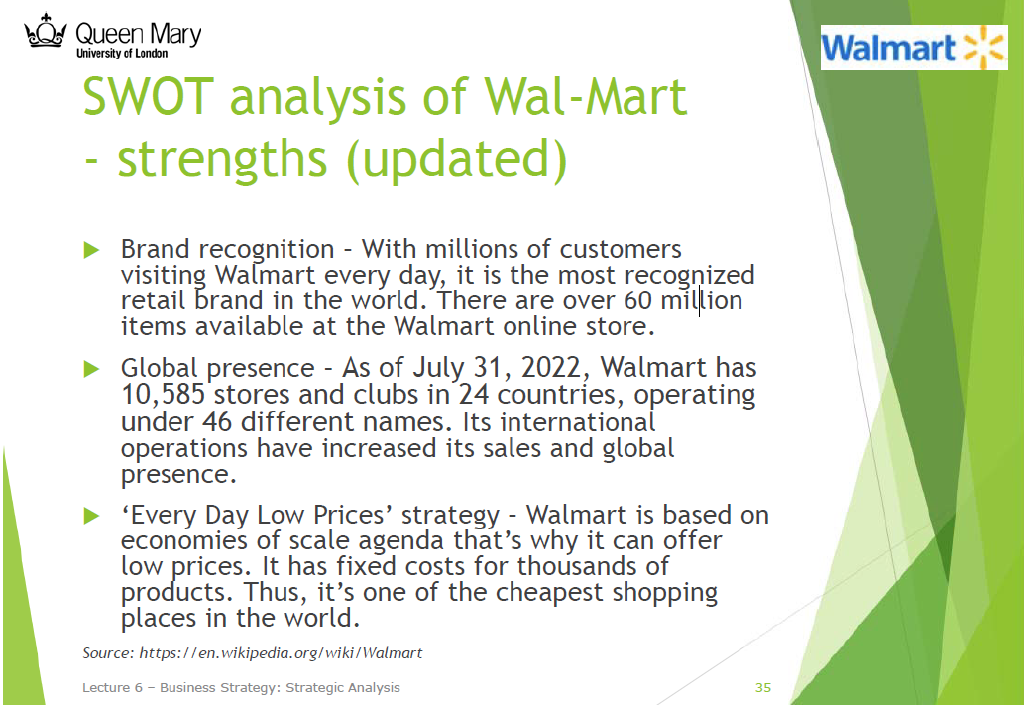 Queen Mary
University of London
Walmart
SWOT analysis of Wal-Mart
- strengths (updated)
Brand recognition – With millions of customers
visiting Walmart every day, it is the most recognized
retail brand in the world. There are over 60 million
items available at the Walmart online store.
Global presence – As of July 31, 2022, Walmart has
10,585 stores and clubs in 24 countries, operating
under 46 different names. Its international
operations have increased its sales and global
presence.
‘Every Day Low Prices’ strategy - Walmart is based on
economies of scale agenda that’s why it can offer
low prices. It has fixed costs for thousands of
products. Thus, it’s one of the cheapest shopping
places in the world.
Source: https://en.wikipedia.org/wiki/Walmart
Lecture 6 – Business Strategy: Strategic Analysis
35